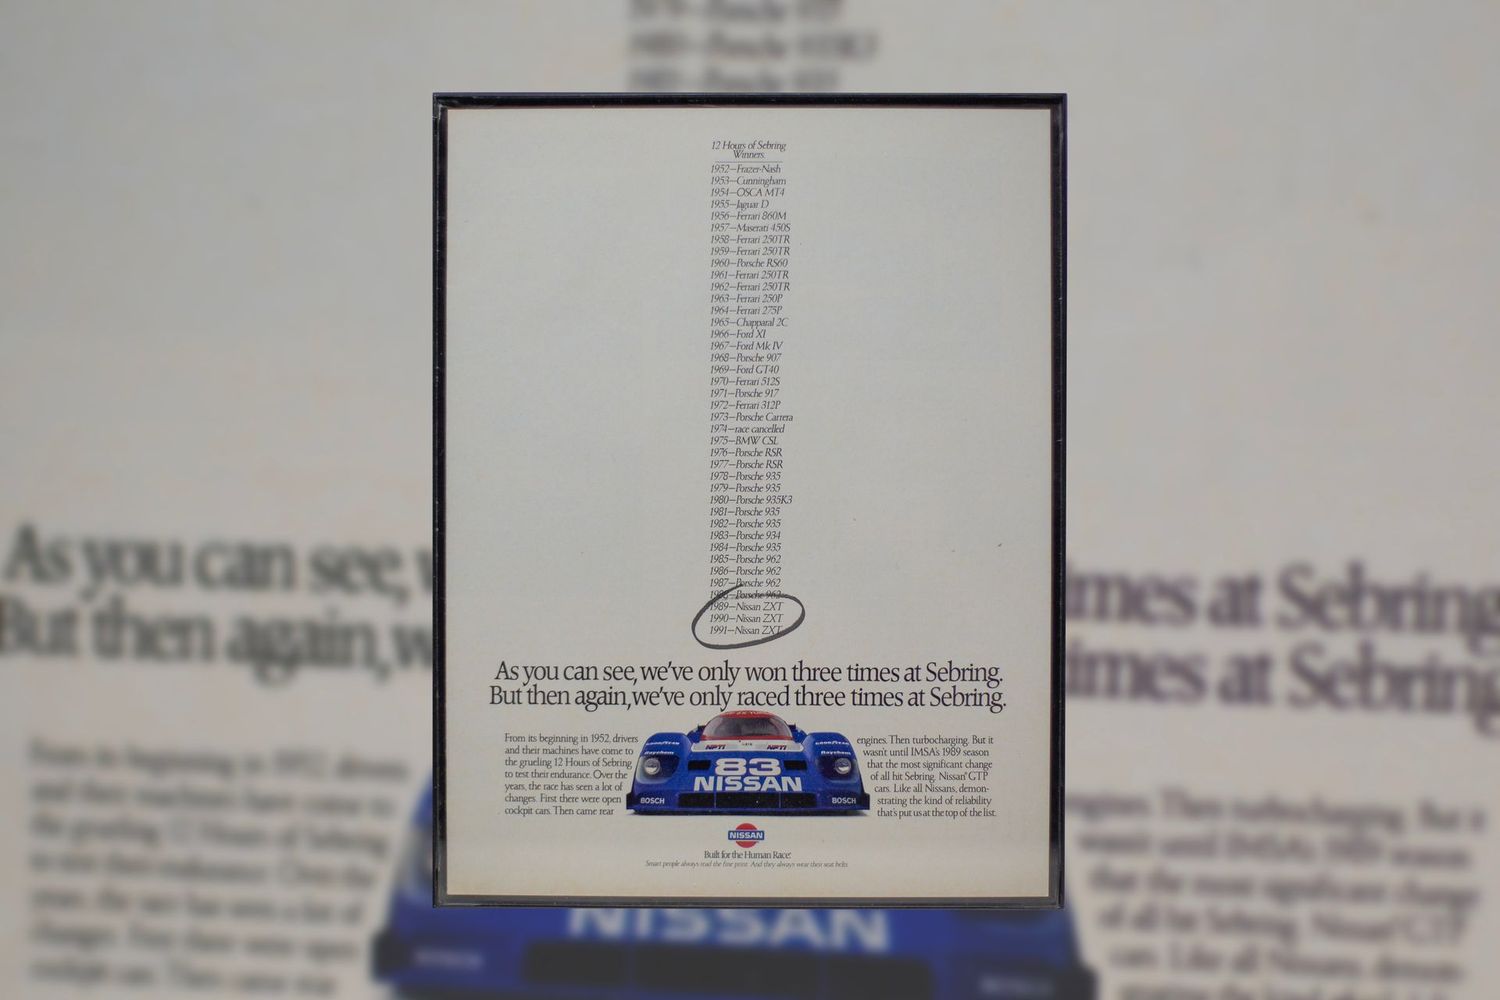 12 Hours of Sebring
Winners.
1952—Frazer-Nash
1953—Cunningham
1954—OSCA MT4
1955—Jaguar D
1956—Ferrari 860M
1957—Maserati 450S
1958—Ferrari 250TR
1959—Ferrari 250TR
1960—Porsche RS60
1961—Ferrari 250TR
1962—Ferrari 250TR
1963—Ferrari 250P
1964—Ferrari 275P
1965—Chapparal 2C
1966—Ford XI
1967—Ford Mk IV
1968—Porsche 907
1969—Ford GT40
1970—Ferrari 512S
1971—Porsche 917
1972—Ferrari 312P
1973—Porsche Carrera
1974—race cancelled
1975—BMW CSL
1976—Porsche RSR
1977—Porsche RSR
1978—Porsche 935
1979—Porsche 935
1980—Porsche 935K3
1981—Porsche 935
1982—Porsche 935
1983—Porsche 934
1984—Porsche 935
1985—Porsche 962
1986—Porsche 962
1987—Porsche 962
1988—Porsche 962
1989—Nissan ZXT
1990—Nissan ZXT
1991—Nissan ZXT
As you can see, we've only won three times at Sebring.
But then again, we've only raced three times at Sebring.
From its beginning in 1952, drivers
and their machines have come to
the grueling 12 Hours of Sebring
to test their endurance. Over the
years, the race has seen a lot of
changes. First there were open
cockpit cars. Then came rear
engines. Then turbocharging. But it
wasn't until IMSA's 1989 season
that the most significant change
of all hit Sebring. Nissan® GTP
cars. Like all Nissans, demon-
strating the kind of reliability
that's put us at the top of the list.
NPTI NPTI
GOODYEAR GOODYEAR
Raychem Raychem
83
NISSAN
BOSCH BOSCH
NISSAN
Built for the Human Race.®
Smart people always read the fine print. And they always wear their seat belts.